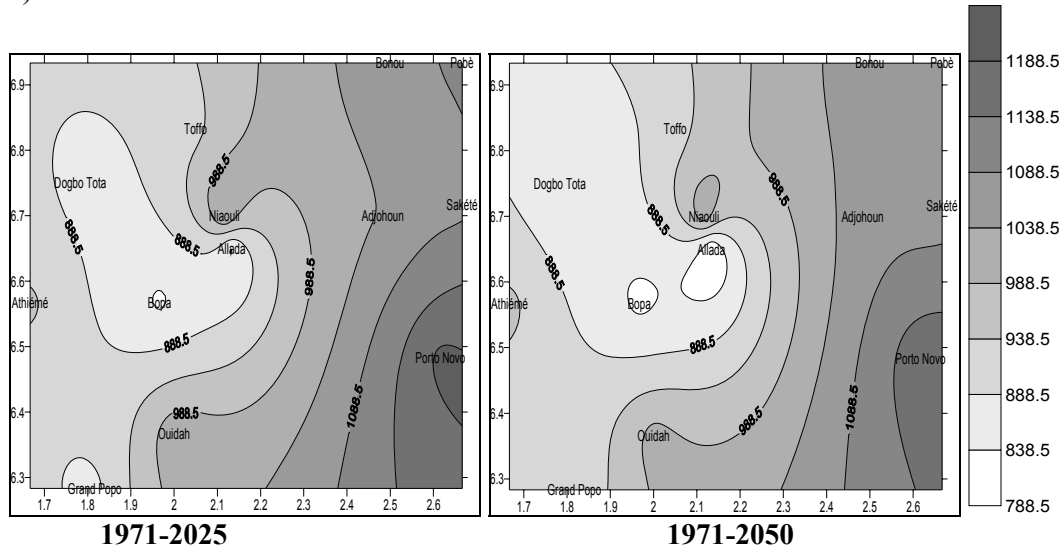 )
Bonou Pobè
6.9
Toffo
6.8
988.5
Dogbo Tota
Sakété
6.7
Niaouli
Adjohoun
888.5
888.5
Allada
6.6
988.5
Athiémé
Bopa
6.5
888.5
Porto Novo
6.4
988.5
1088.5
Ouidah
6.3
Grand Popo
1.7 1.8 1.9 2 2.1 2.2 2.3 2.4 2.5 2.6
1971-2025
Bonou Pobè
6.9
Toffo
6.8
Dogbo Tota
988.5
Sakété
6.7
888.5
Niaouli
Adjohoun
Allada
888.5
6.6
Athiémé
Bopa
6.5
888.5
Porto Novo
6.4
988.5
1088.5
Ouidah
6.3
Grand Popo
1.7 1.8 1.9 2 2.1 2.2 2.3 2.4 2.5 2.6
1971-2050
1188.5
1138.5
1088.5
1038.5
988.5
938.5
888.5
838.5
788.5